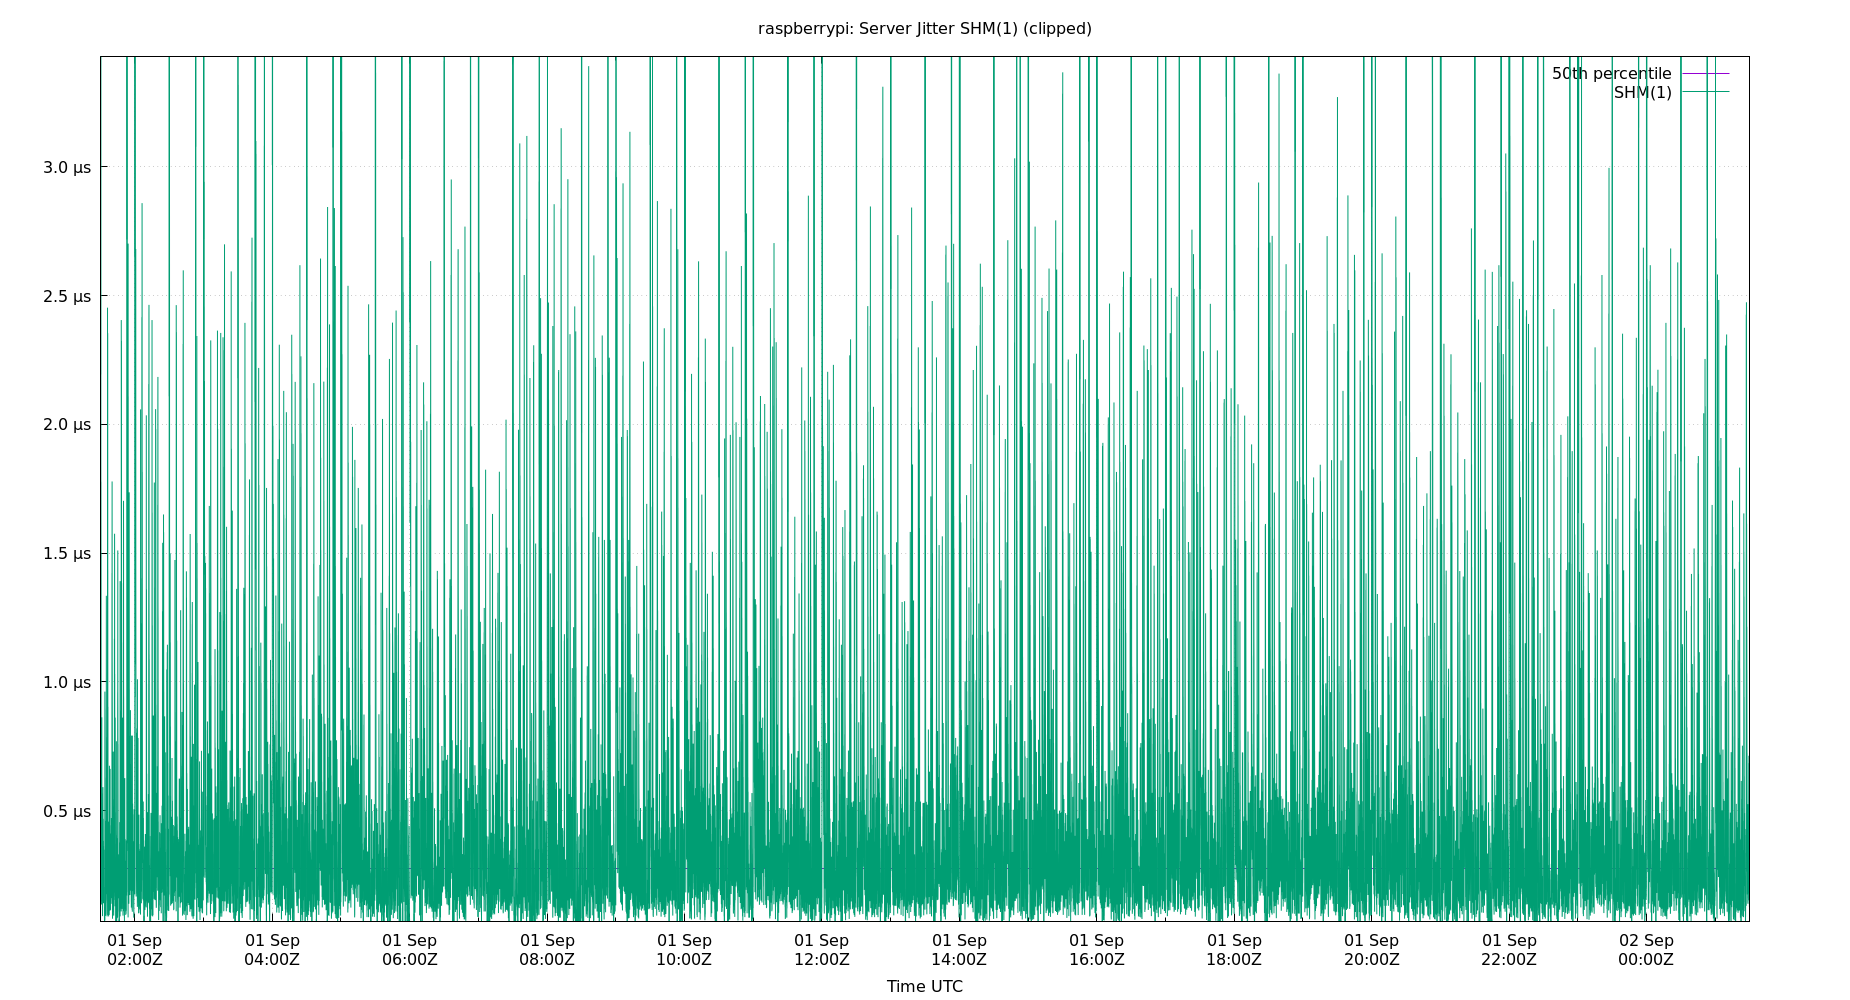 raspberrypi: Server Jitter SHM(1) (clipped)
50th percentile
SHM(1)
3.0 µs
2.5 µs
2.0 µs
1.5 µs
1.0 µs
0.5 µs
01 Sep 01 Sep 01 Sep 01 Sep 01 Sep 01 Sep 01 Sep 01 Sep 01 Sep 01 Sep 01 Sep 02 Sep
02:00Z 04:00Z 06:00Z 08:00Z 10:00Z 12:00Z 14:00Z 16:00Z 18:00Z 20:00Z 22:00Z 00:00Z
Time UTC